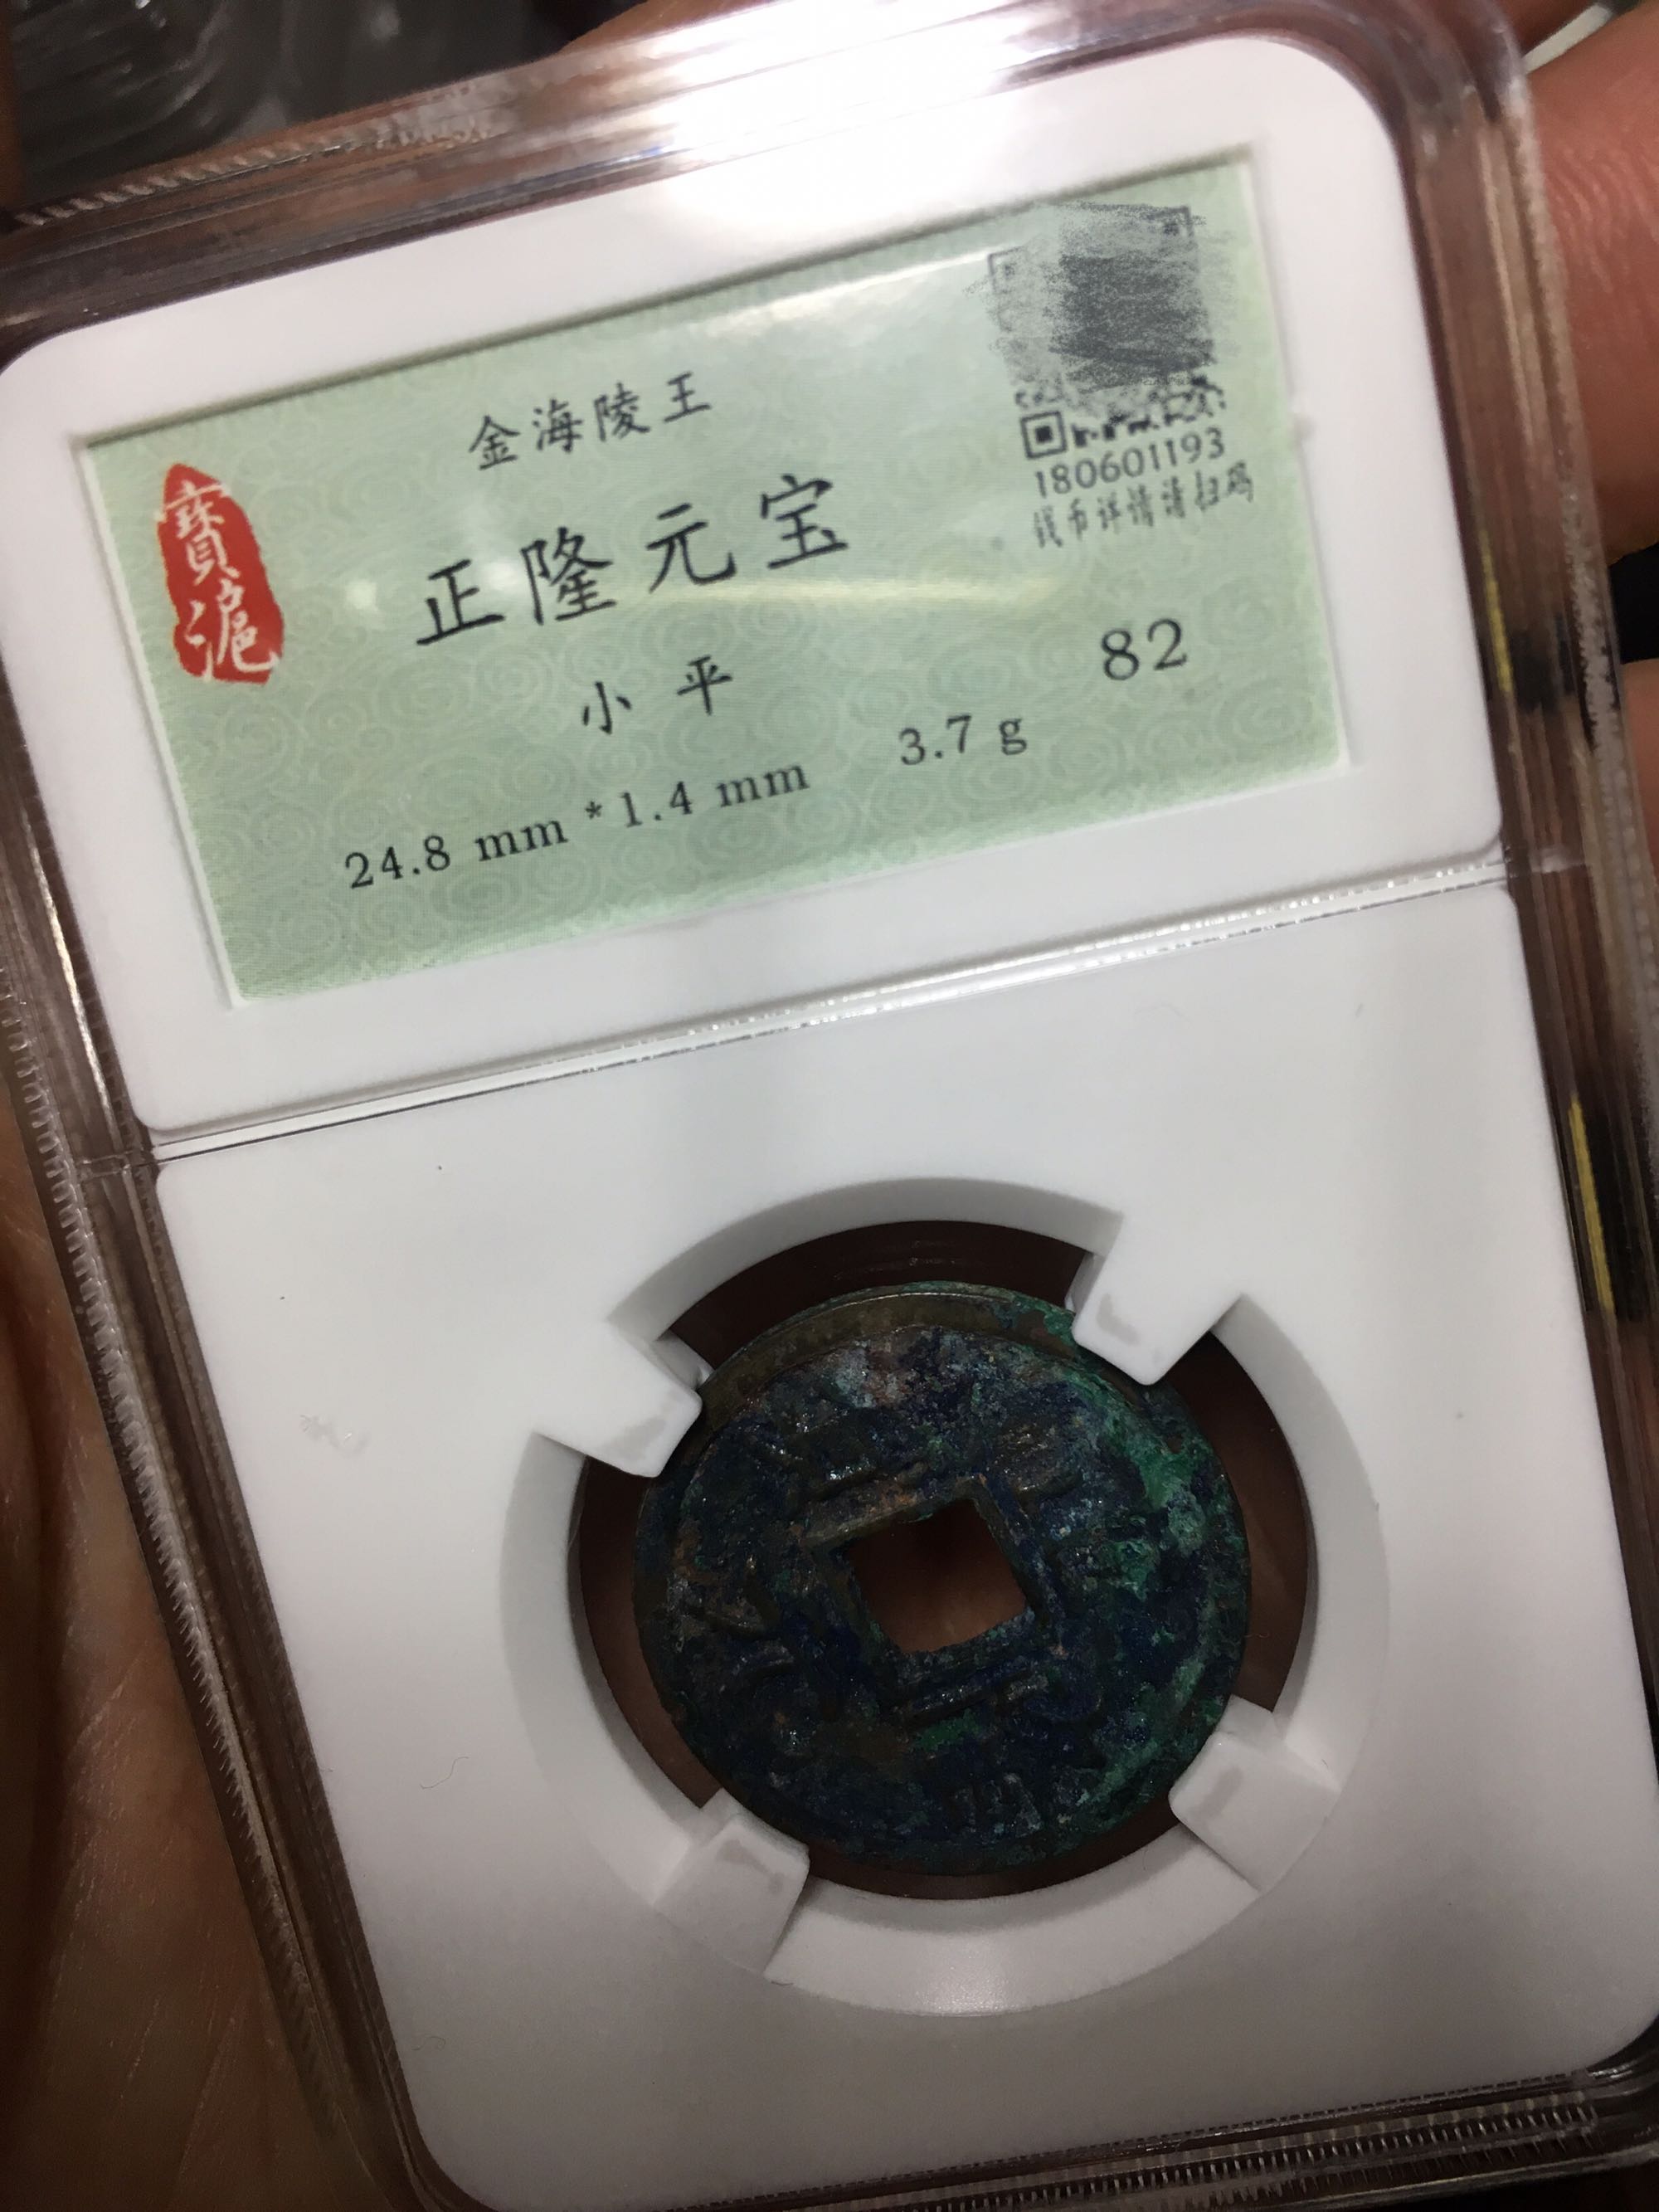 金海陵王
寶滬
正隆元宝
小平
24.8 mm * 1.4 mm 3.7 g
82
180601193
钱币详情请扫码